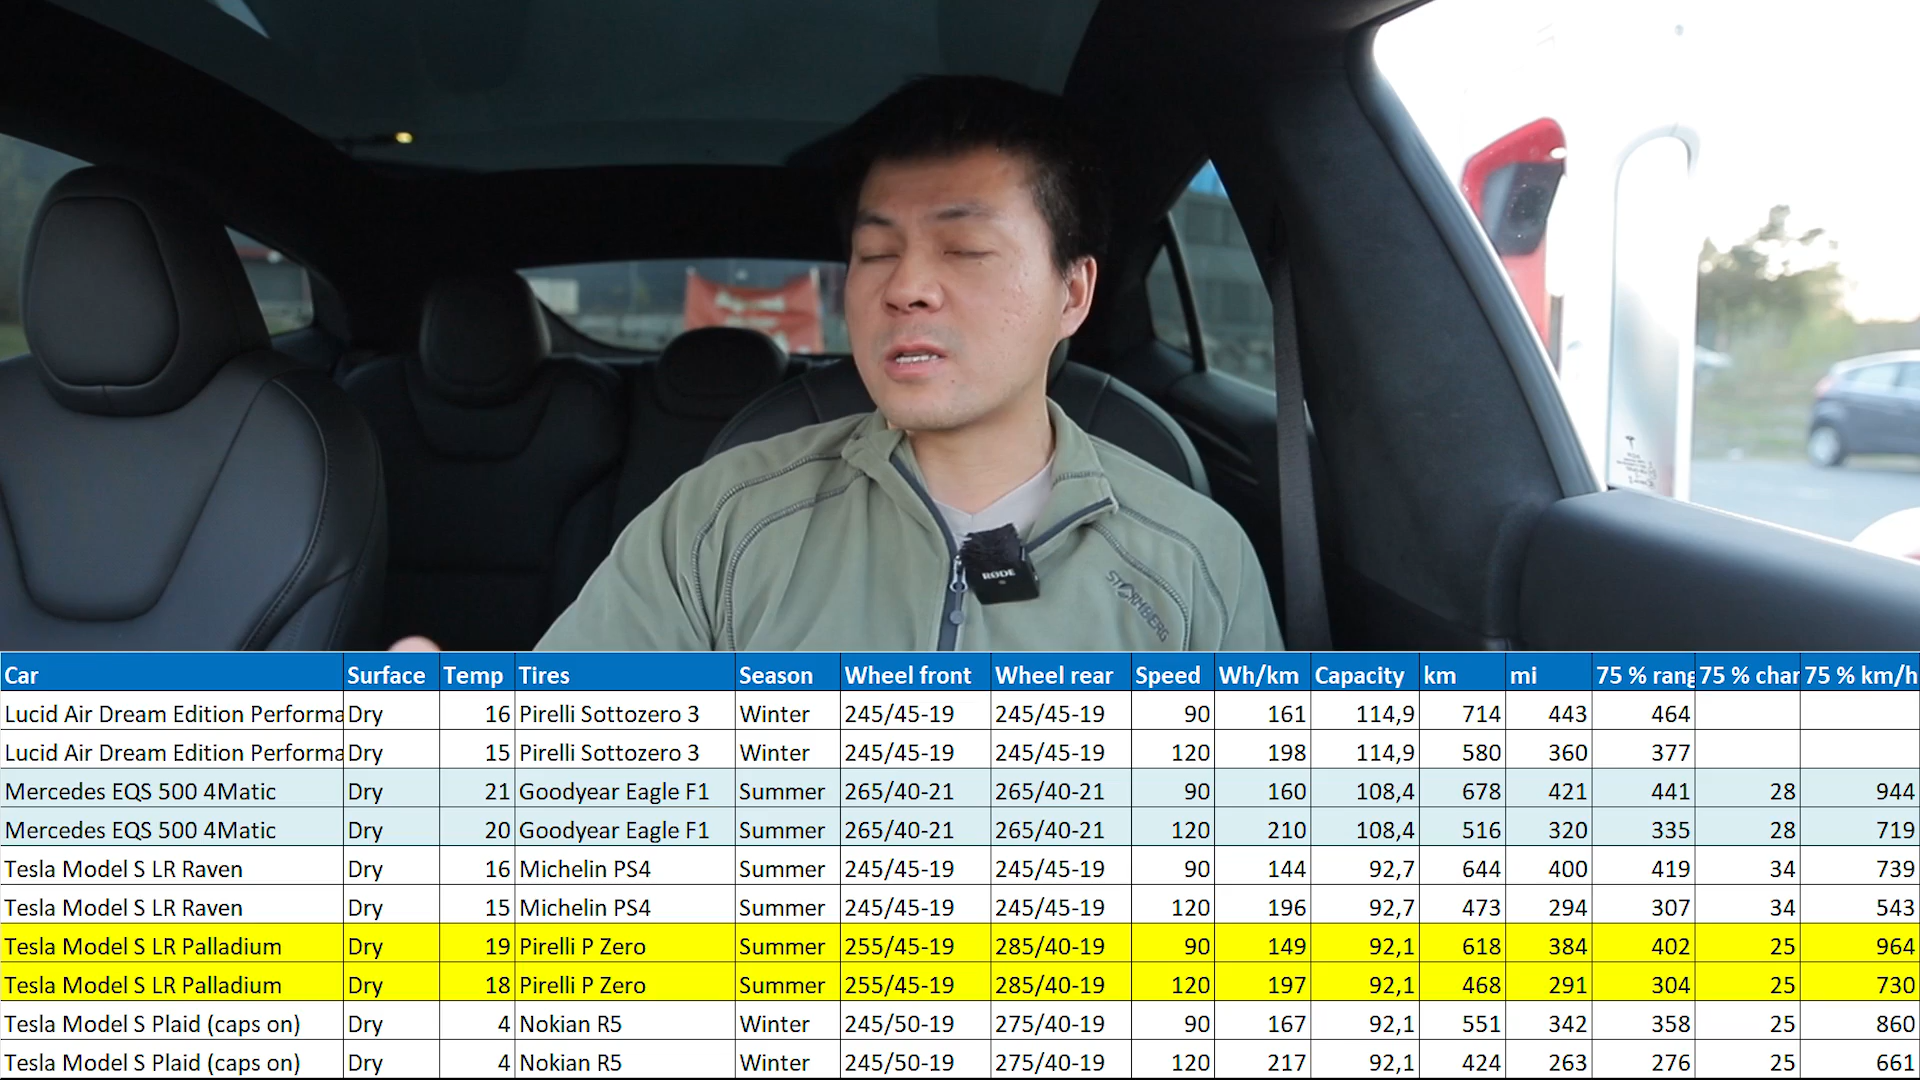 RØDE
STORMBERG
Car Surface Temp Tires Season Wheel front Wheel rear Speed Wh/km Capacity km mi 75 % rang 75 % char 75 % km/h
Lucid Air Dream Edition Performa Dry 16 Pirelli Sottozero 3 Winter 245/45-19 245/45-19 90 161 114,9 714 443 464
Lucid Air Dream Edition Performa Dry 15 Pirelli Sottozero 3 Winter 245/45-19 245/45-19 120 198 114,9 580 360 377
Mercedes EQS 500 4Matic Dry 21 Goodyear Eagle F1 Summer 265/40-21 265/40-21 90 160 108,4 678 421 441 28 944
Mercedes EQS 500 4Matic Dry 20 Goodyear Eagle F1 Summer 265/40-21 265/40-21 120 210 108,4 516 320 335 28 719
Tesla Model S LR Raven Dry 16 Michelin PS4 Summer 245/45-19 245/45-19 90 144 92,7 644 400 419 34 739
Tesla Model S LR Raven Dry 15 Michelin PS4 Summer 245/45-19 245/45-19 120 196 92,7 473 294 307 34 543
Tesla Model S LR Palladium Dry 19 Pirelli P Zero Summer 255/45-19 285/40-19 90 149 92,1 618 384 402 25 964
Tesla Model S LR Palladium Dry 18 Pirelli P Zero Summer 255/45-19 285/40-19 120 197 92,1 468 291 304 25 730
Tesla Model S Plaid (caps on) Dry 4 Nokian R5 Winter 245/50-19 275/40-19 90 167 92,1 551 342 358 25 860
Tesla Model S Plaid (caps on) Dry 4 Nokian R5 Winter 245/50-19 275/40-19 120 217 92,1 424 263 276 25 661